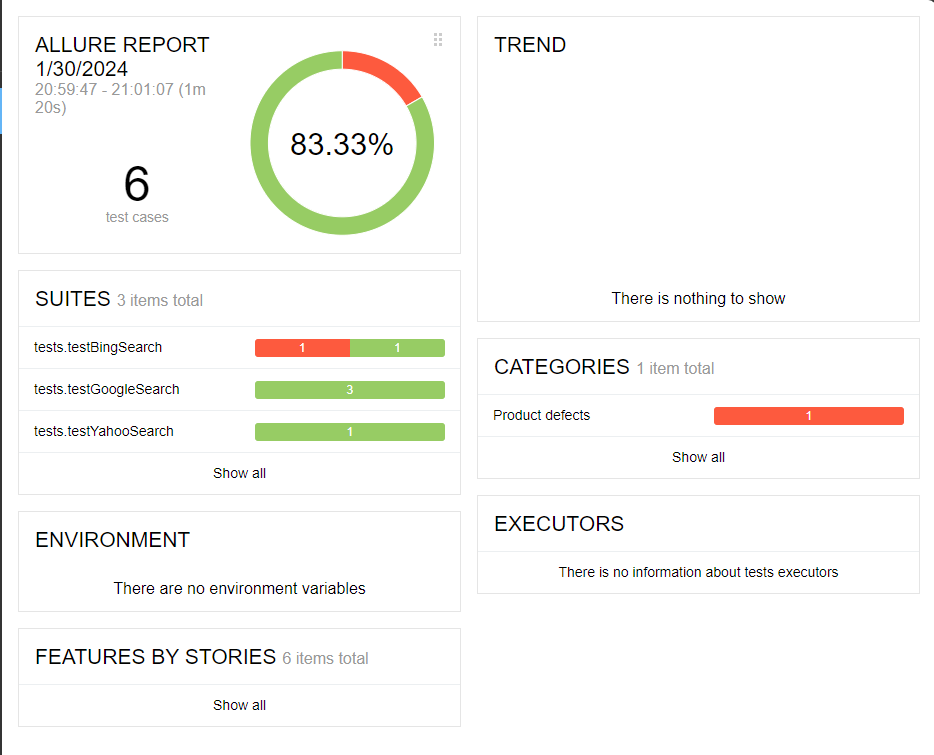 ALLURE REPORT
1/30/2024
20:59:47 - 21:01:07 (1m
20s)
83.33%
6
test cases
SUITES 3 items total
tests.testBingSearch 1 1
tests.testGoogleSearch 3
tests.testYahooSearch 1
Show all
ENVIRONMENT
There are no environment variables
FEATURES BY STORIES 6 items total
Show all
TREND
There is nothing to show
CATEGORIES 1 item total
Product defects 1
Show all
EXECUTORS
There is no information about tests executors